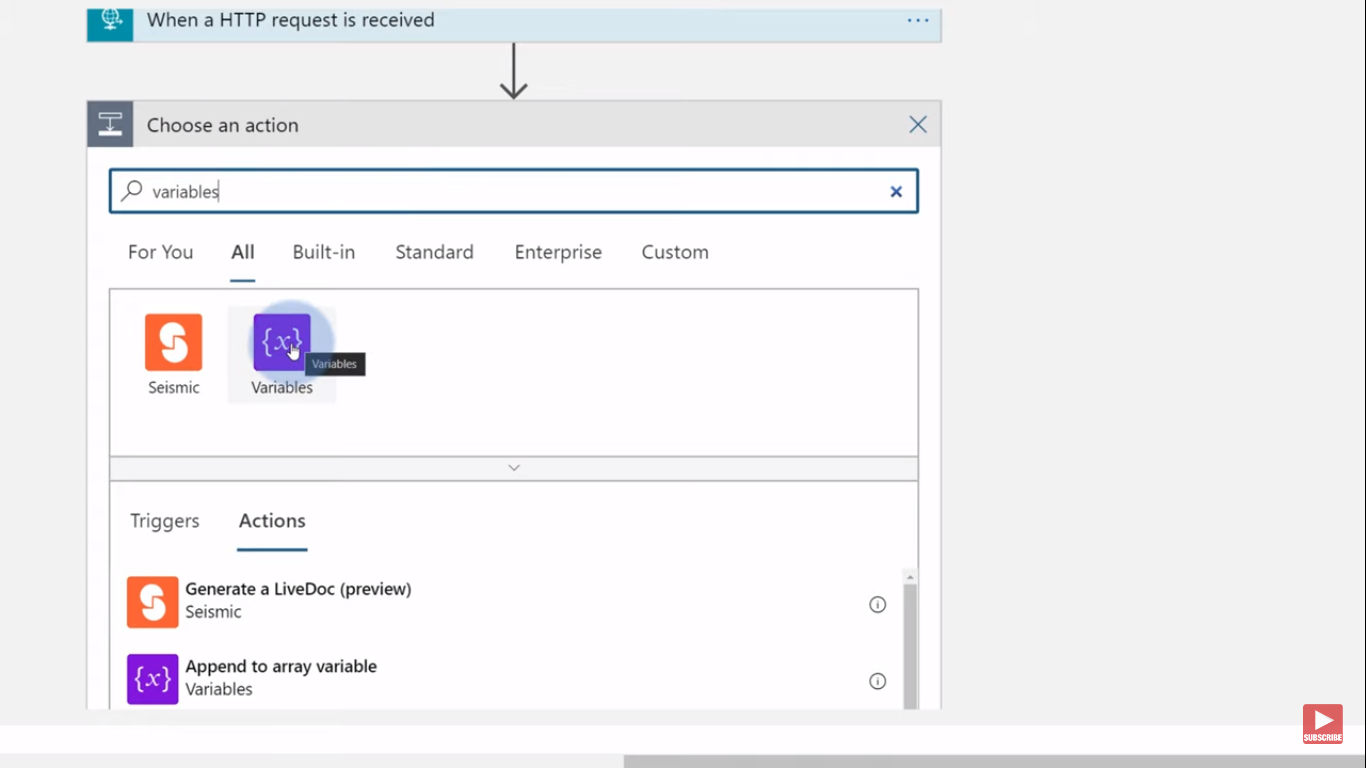 When a HTTP request is received
Choose an action
variables
For You All Built-in Standard Enterprise Custom
Variables
Seismic Variables
Triggers Actions
Generate a LiveDoc (preview)
Seismic
Append to array variable
{x} Variables
SUBSCRIBE